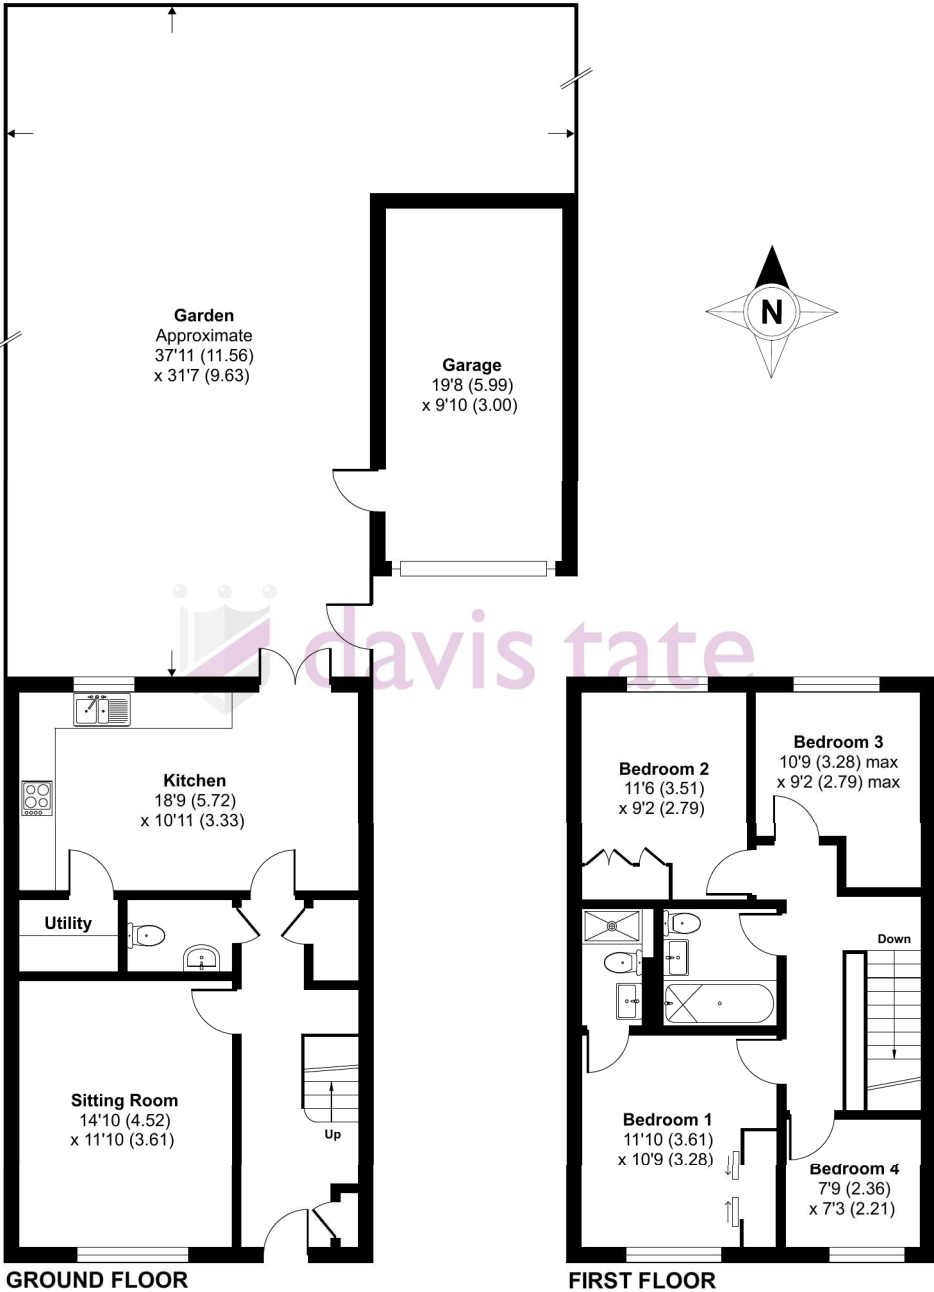 Garden
Approximate
37'11 (11.56)
x 31'7 (9.63)
Garage
19'8 (5.99)
x 9'10 (3.00)
N
davis tate
Kitchen
18'9 (5.72)
x 10'11 (3.33)
Utility
Sitting Room
14'10 (4.52)
x 11'10 (3.61)
Up
GROUND FLOOR
Bedroom 2
11'6 (3.51)
x 9'2 (2.79)
Bedroom 3
10'9 (3.28) max
x 9'2 (2.79) max
Down
Bedroom 1
11'10 (3.61)
x 10'9 (3.28)
Bedroom 4
7'9 (2.36)
x 7'3 (2.21)
FIRST FLOOR